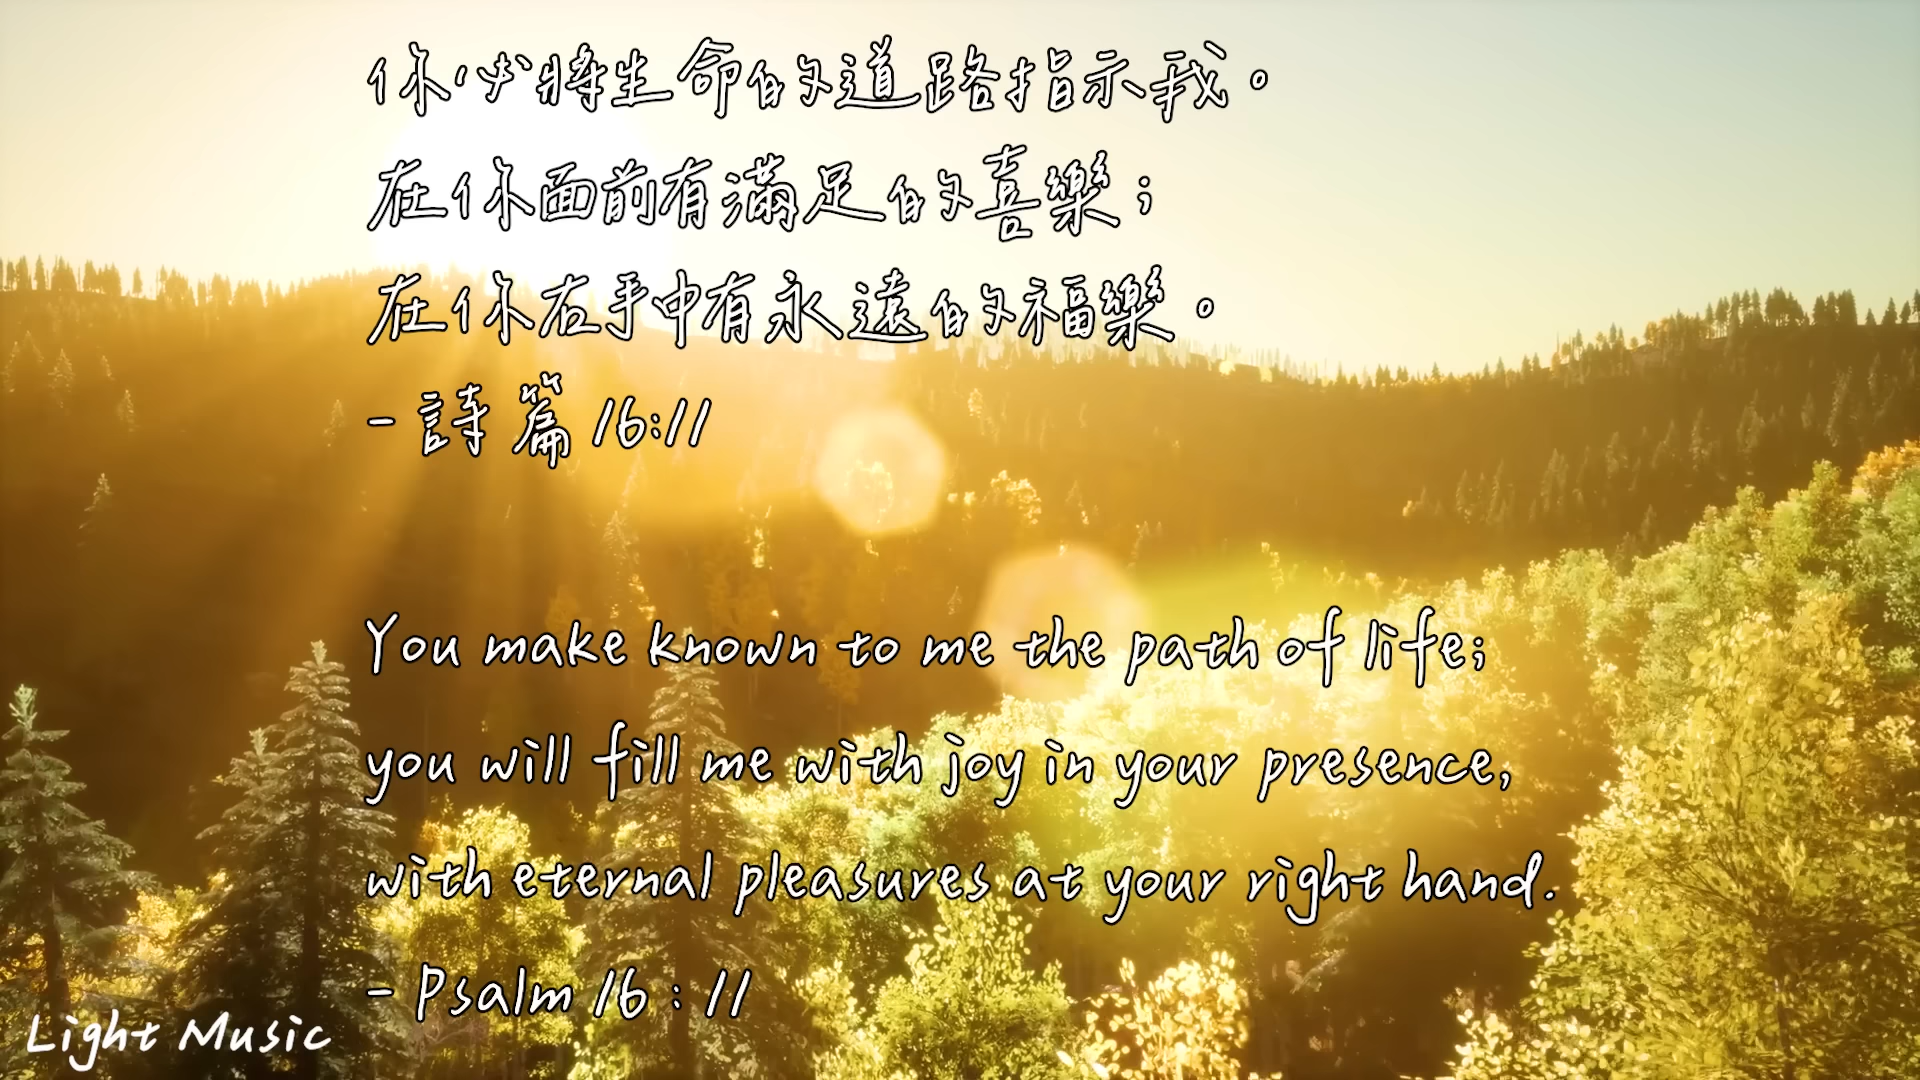 你必將生命的道路指示我。
在你面前有滿足的喜樂；
在你右手中有永遠的福樂。
- 詩篇 16:11
You make known to me the path of life;
you will fill me with joy in your presence,
with eternal pleasures at your right hand.
- Psalm 16 : 11
Light Music